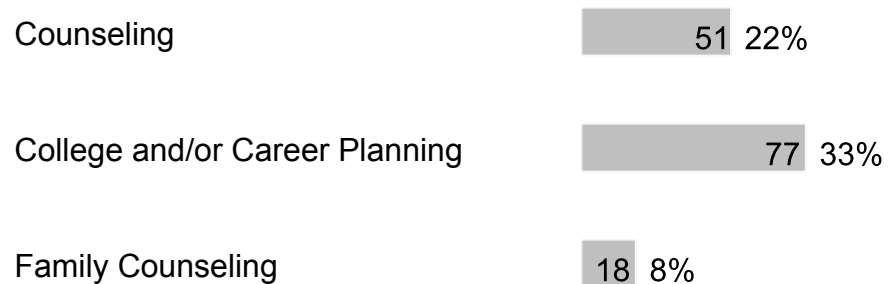 Counseling 51 22%
College and/or Career Planning 77 33%
Family Counseling 18 8%